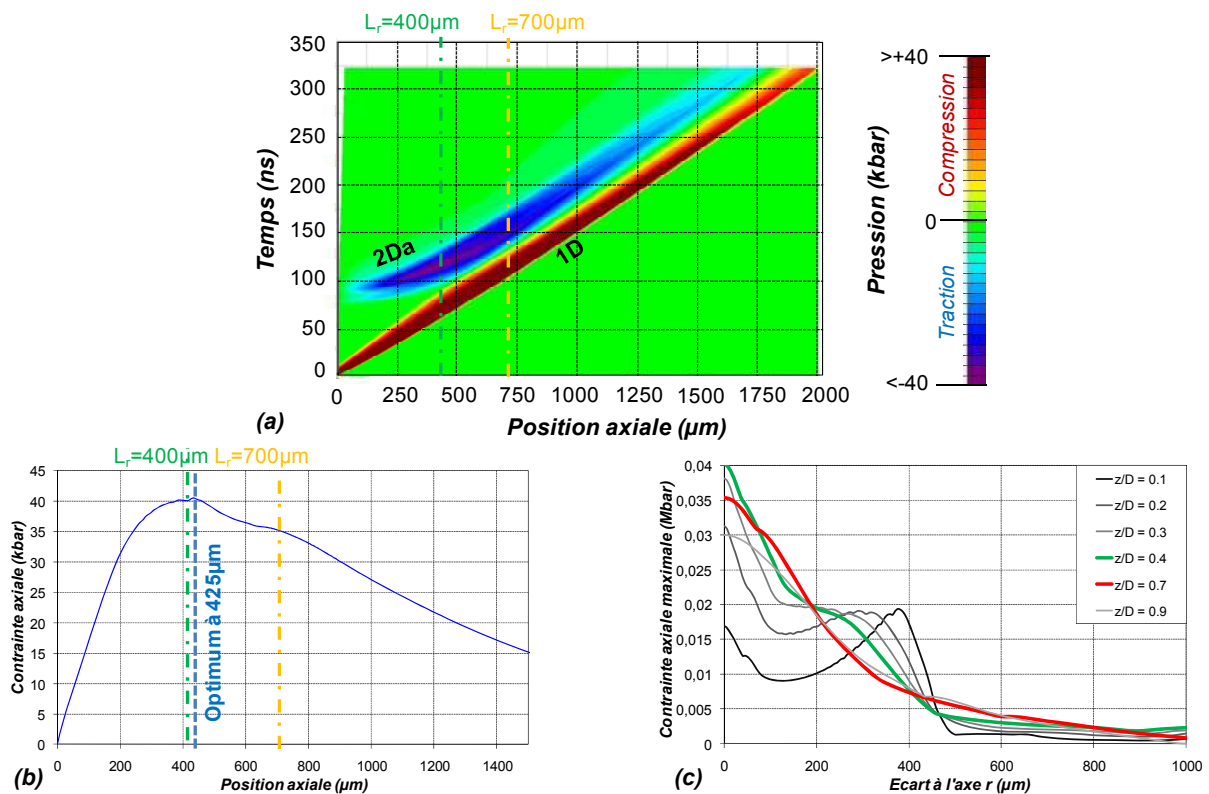 Lr=400µm
Lr=700µm
350
300
250
200
150
100
50
0
Temps (ns)
2Da
1D
0 250 500 750 1000 1250 1500 1750 2000
Position axiale (µm)
(a)
>+40
0
<-40
Compression
Traction
Pression (kbar)
Lr=400µm Lr=700µm
45
40
35
30
25
20
15
10
5
0
Contrainte axiale (kbar)
Optimum à 425µm
0 200 400 600 800 1000 1200 1400
Position axiale (µm)
(b)
0,04
0,035
0,03
0,025
0,02
0,015
0,01
0,005
0
Contrainte axiale maximale (Mbar)
z/D = 0.1
z/D = 0.2
z/D = 0.3
z/D = 0.4
z/D = 0.7
z/D = 0.9
0 200 400 600 800 1000
Ecart à l'axe r (µm)
(c)